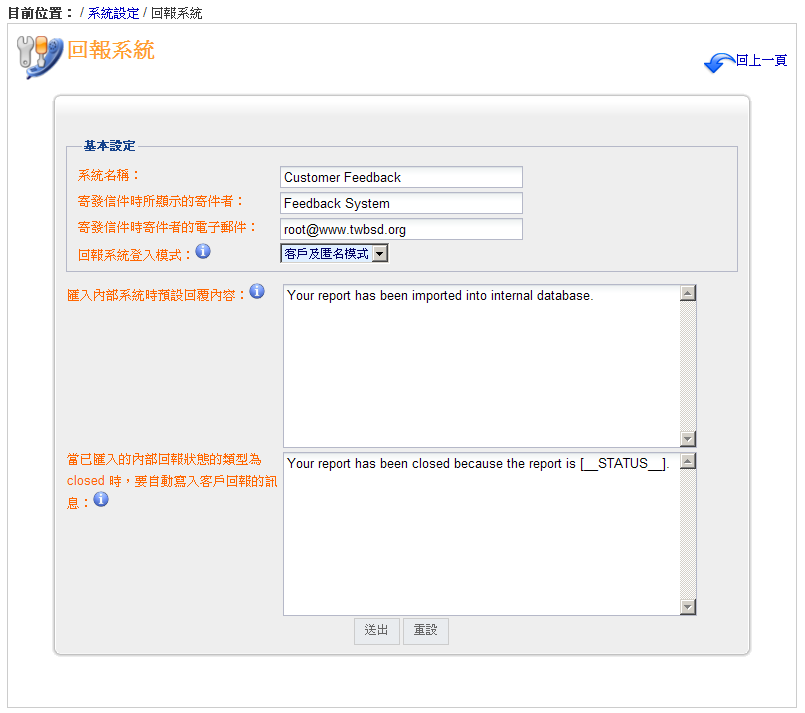 目前位置： / 系統設定 / 回報系統
回報系統
回上一頁
基本設定
系統名稱：
Customer Feedback
寄發信件時所顯示的寄件者：
Feedback System
寄發信件時寄件者的電子郵件：
root@www.twbsd.org
回報系統登入模式：
客戶及匿名模式
匯入內部系統時預設回覆內容：
Your report has been imported into internal database.
當已匯入的內部回報狀態的類型為
closed 時，要自動寫入客戶回報的訊
息：
Your report has been closed because the report is [__STATUS__].
送出
重設